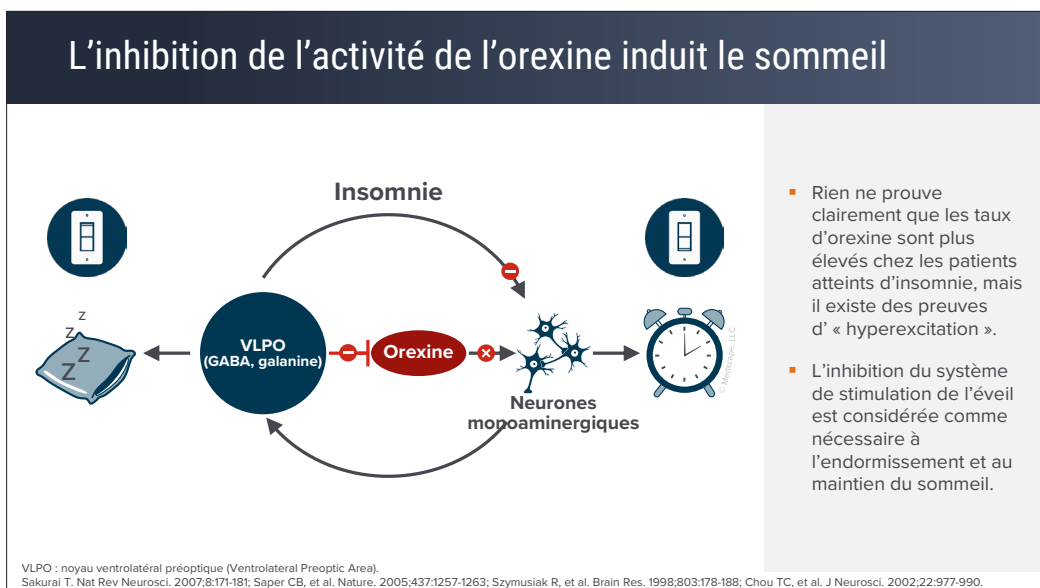 L'inhibition de l'activité de l'orexine induit le sommeil
Insomnie
z
z
z
z
VLPO
(GABA, galanine)
Orexine
Neurones
monoaminergiques
© Medscape, LLC
Rien ne prouve
clairement que les taux
d'orexine sont plus
élevés chez les patients
atteints d'insomnie, mais
il existe des preuves
d' « hyperexcitation ».
L'inhibition du système
de stimulation de l'éveil
est considérée comme
nécessaire à
l'endormissement et au
maintien du sommeil.
VLPO : noyau ventrolatéral préoptique (Ventrolateral Preoptic Area).
Sakurai T. Nat Rev Neurosci. 2007;8:171-181; Saper CB, et al. Nature. 2005;437:1257-1263; Szymusiak R, et al. Brain Res. 1998;803:178-188; Chou TC, et al. J Neurosci. 2002;22:977-990.